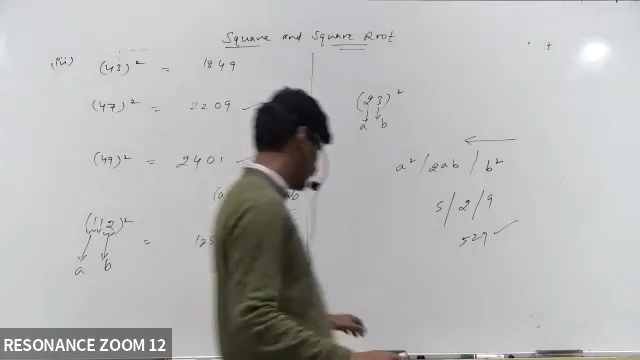 Square and Square Root
(iii) (43)² = 1849
(47)² = 2209
(49)² = 2401
(112)² =
a b
(23)²
a b
a² / 2ab / b²
5 / 2 / 9
529 ✓
RESONANCE ZOOM 12